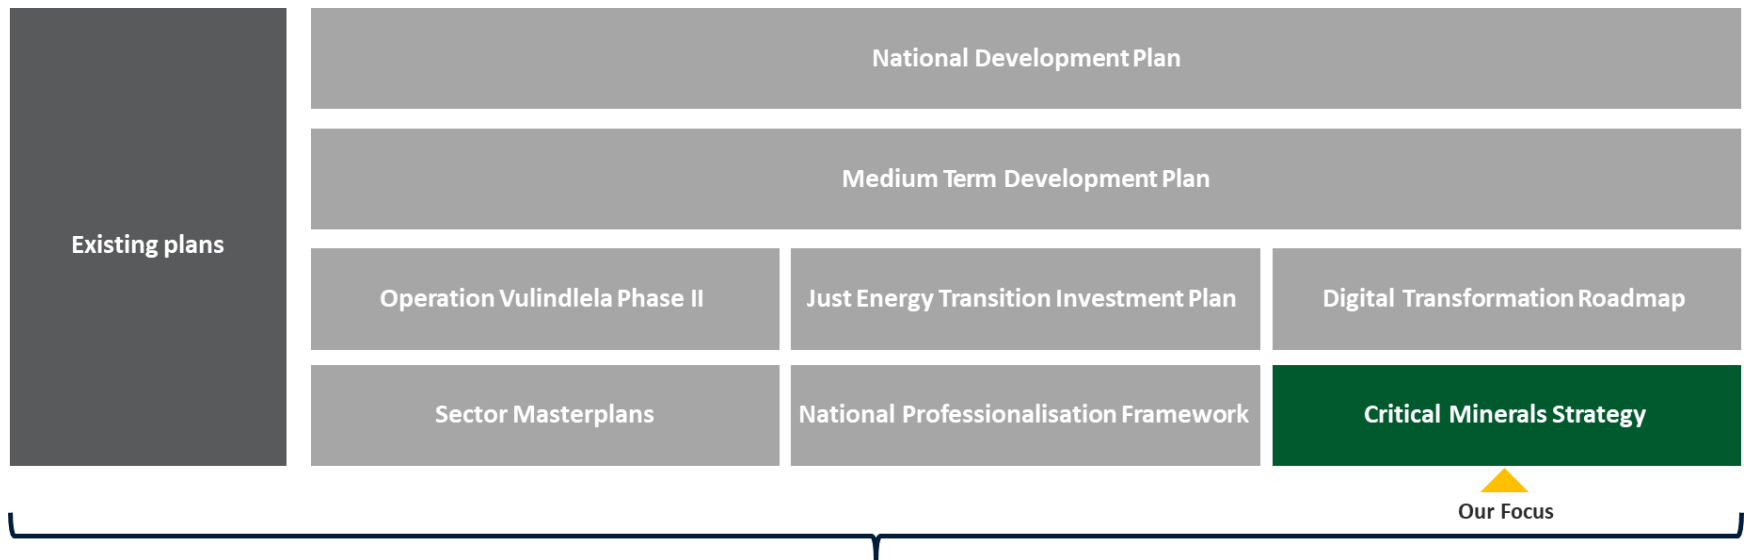 National Development Plan
Medium Term Development Plan
Existing plans
Operation Vulindlela Phase II
Just Energy Transition Investment Plan
Digital Transformation Roadmap
Sector Masterplans
National Professionalisation Framework
Critical Minerals Strategy
Our Focus